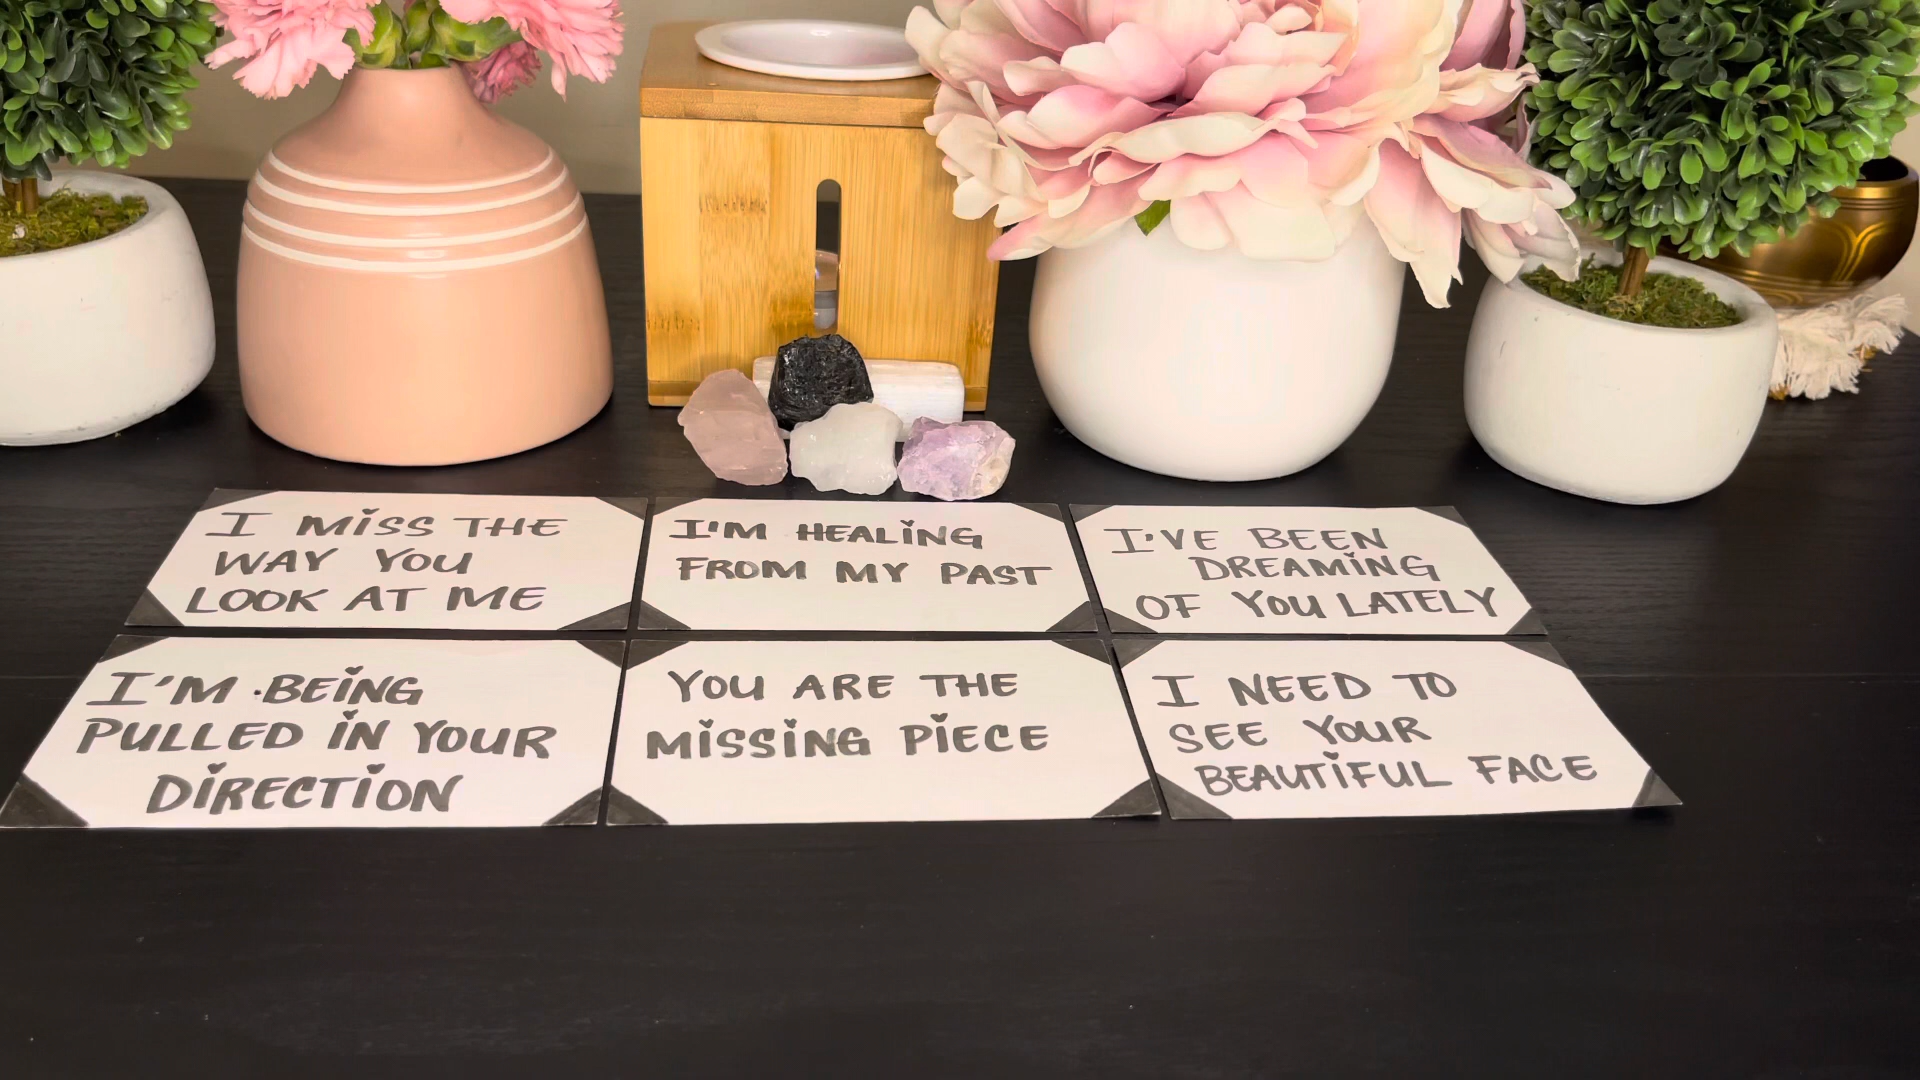 I MISS THE
WAY YOU
LOOK AT ME
I'M HEALING
FROM MY PAST
I'VE BEEN
DREAMING
OF YOU LATELY
I'M BEING
PULLED IN YOUR
DIRECTION
YOU ARE THE
MISSING PIECE
I NEED TO
SEE YOUR
BEAUTIFUL FACE